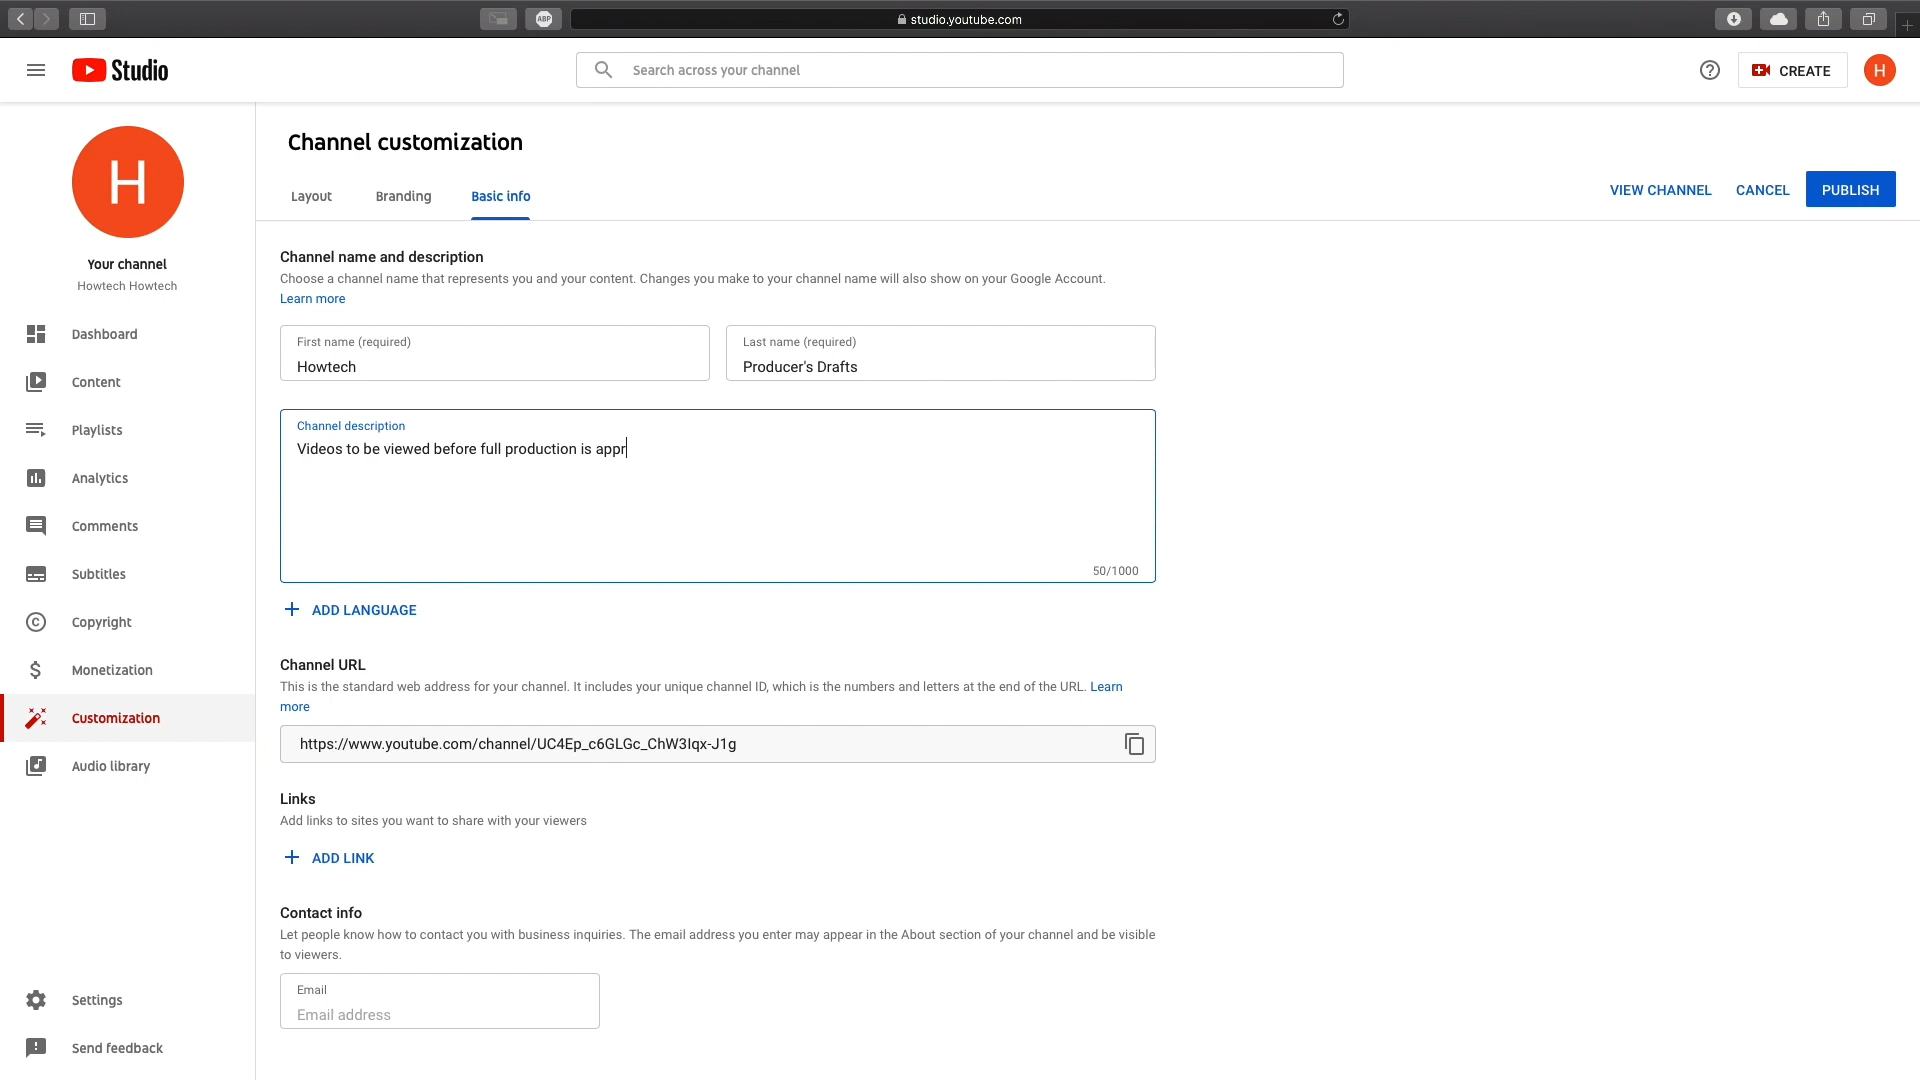 ABP
studio.youtube.com
Studio
Search across your channel
CREATE
H
H
Your channel
Howtech Howtech
Dashboard
Content
Playlists
Analytics
Comments
Subtitles
Copyright
Monetization
Customization
Audio library
Settings
Send feedback
Channel customization
Layout
Branding
Basic info
VIEW CHANNEL
CANCEL
PUBLISH
Channel name and description
Choose a channel name that represents you and your content. Changes you make to your channel name will also show on your Google Account.
Learn more
First name (required)
Howtech
Last name (required)
Producer's Drafts
Channel description
Videos to be viewed before full production is appr
50/1000
ADD LANGUAGE
Channel URL
This is the standard web address for your channel. It includes your unique channel ID, which is the numbers and letters at the end of the URL. Learn
more
https://www.youtube.com/channel/UC4Ep_c6GLGc_ChW3Iqx-J1g
Links
Add links to sites you want to share with your viewers
ADD LINK
Contact info
Let people know how to contact you with business inquiries. The email address you enter may appear in the About section of your channel and be visible
to viewers.
Email
Email address